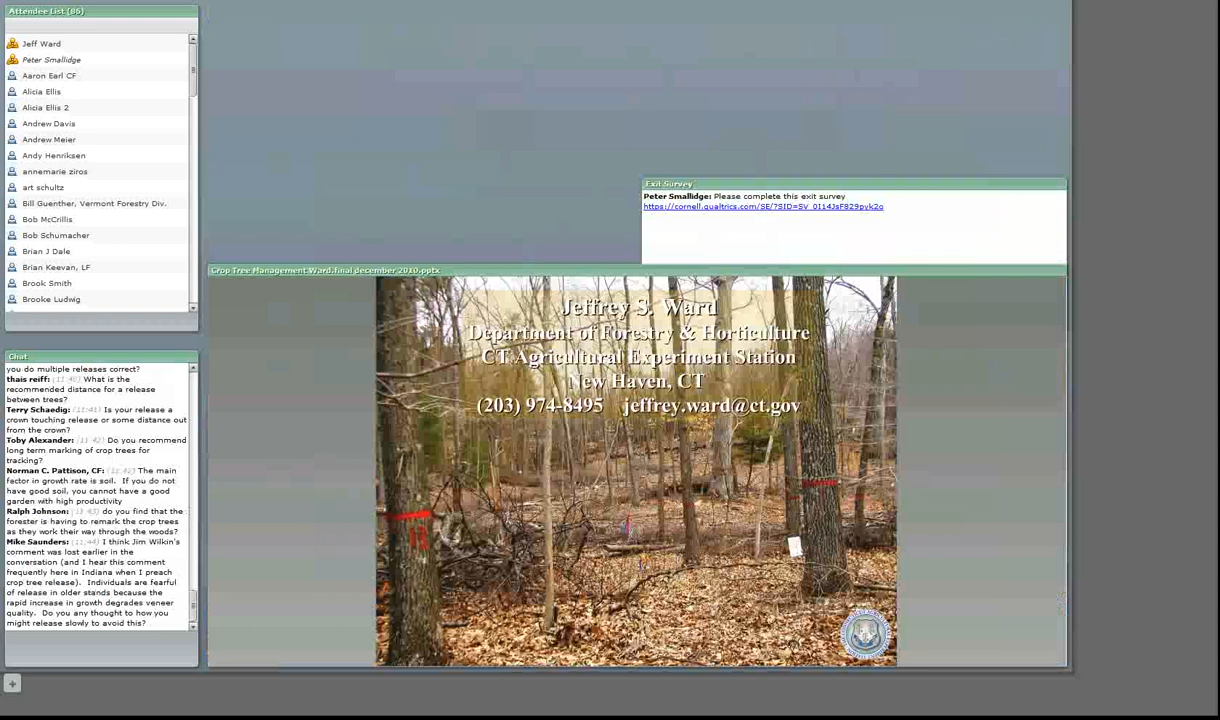 Attendee List (86)
Jeff Ward
Peter Smallidge
Aaron Earl CF
Alicia Ellis
Alicia Ellis 2
Andrew Davis
Andrew Meier
Andy Henriksen
annemarie ziros
art schultz
Bill Guenther, Vermont Forestry Div.
Bob McCrillis
Bob Schumacher
Brian J Dale
Brian Keevan, LF
Brook Smith
Brooke Ludwig
Chat
you do multiple releases correct?
thais reiff: (11:40) What is the
recommended distance for a release
between trees?
Terry Schaedig: (11:41) Is your release a
crown touching release or some distance out
from the crown?
Toby Alexander: (11:42) Do you recommend
long term marking of crop trees for
tracking?
Norman C. Pattison, CF: The main
factor in growth rate is soil. If you do
not have good soil, you cannot have a good
garden with high productivity
Ralph Johnson: (11:43) do you find that the
forester is having to remark the crop trees
as they work their way through the woods?
Mike Saunders: (11:44) I think Jim Wilkin's
comment was lost earlier in the
conversation (and I hear this comment
frequently here in Indiana when I preach
crop tree release). Individuals are fearful
of release in older stands because the
rapid increase in growth degrades veneer
quality. Do you any thought to how you
might release slowly to avoid this?
Exit Survey
Peter Smallidge: Please complete this exit survey
Crop Tree Management Ward.final december 2010.pptx
Jeffrey S. Ward
Department of Forestry & Horticulture
CT Agricultural Experiment Station
New Haven, CT
(203) 974-8495 jeffrey.ward@ct.gov